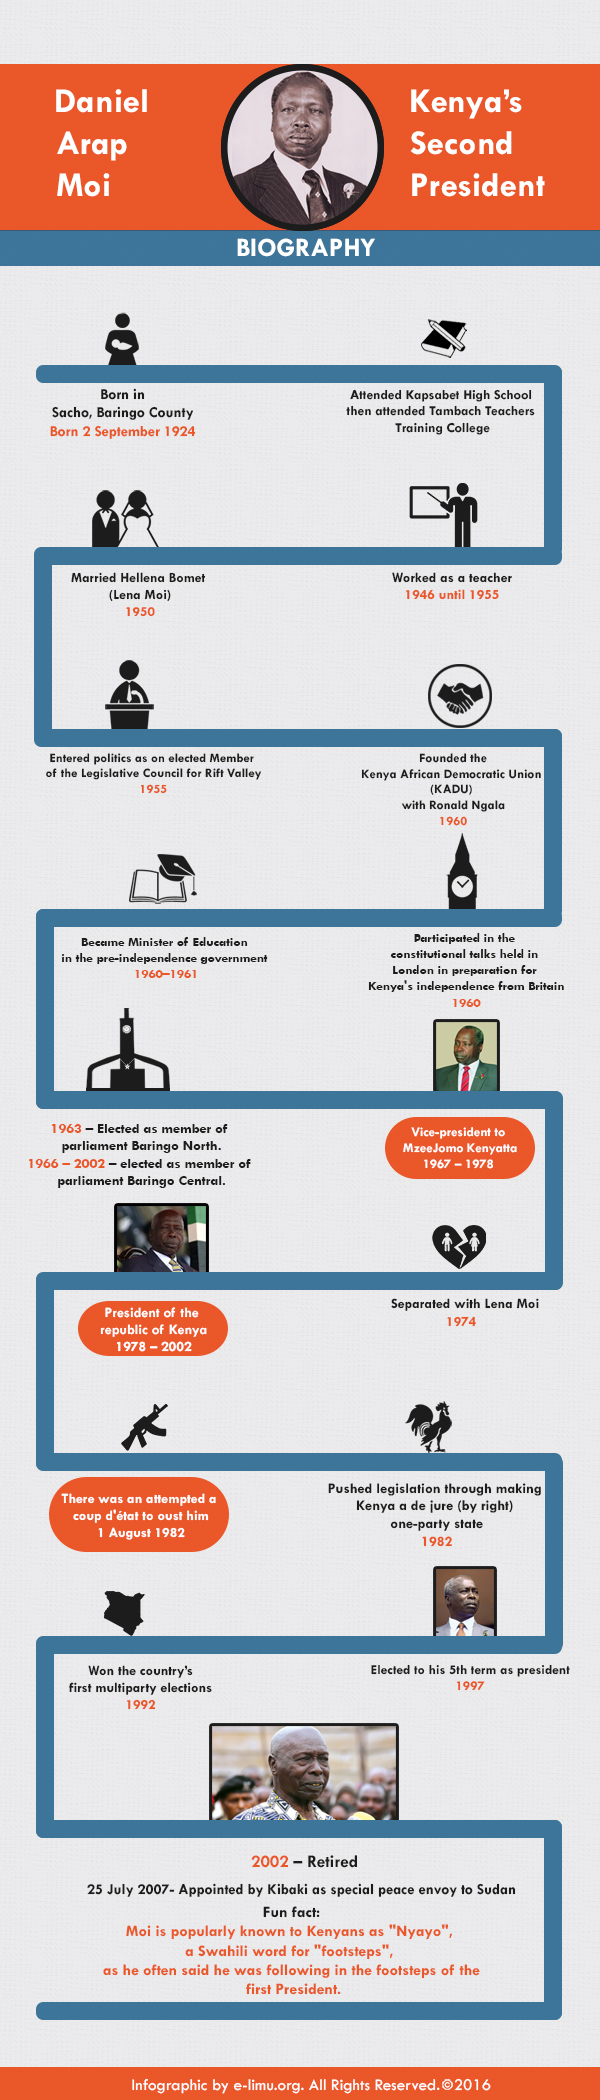 Daniel
Arap
Moi
Kenya's
Second
President
BIOGRAPHY
Born in
Sacho, Baringo County
Born 2 September 1924
Attended Kapsabet High School
then attended Tambach Teachers
Training College
Married Hellena Bomet
(Lena Moi)
1950
Worked as a teacher
1946 until 1955
Entered politics as on elected Member
of the Legislative Council for Rift Valley
1955
Founded the
Kenya African Democratic Union
(KADU)
with Ronald Ngala
1960
Became Minister of Education
in the pre-independence government
1960–1961
Participated in the
constitutional talks held in
London in preparation for
Kenya's independence from Britain
1960
1963 – Elected as member of
parliament Baringo North.
1966 – 2002 – elected as member of
parliament Baringo Central.
Vice-president to
MzeeJomo Kenyatta
1967 – 1978
President of the
republic of Kenya
1978 – 2002
Separated with Lena Moi
1974
There was an attempted a
coup d'état to oust him
1 August 1982
Pushed legislation through making
Kenya a de jure (by right)
one-party state
1982
Won the country's
first multiparty elections
1992
Elected to his 5th term as president
1997
2002 – Retired
25 July 2007- Appointed by Kibaki as special peace envoy to Sudan
Fun fact:
Moi is popularly known to Kenyans as "Nyayo",
a Swahili word for "footsteps",
as he often said he was following in the footsteps of the
first President.
Infographic by e-limu.org. All Rights Reserved.©2016